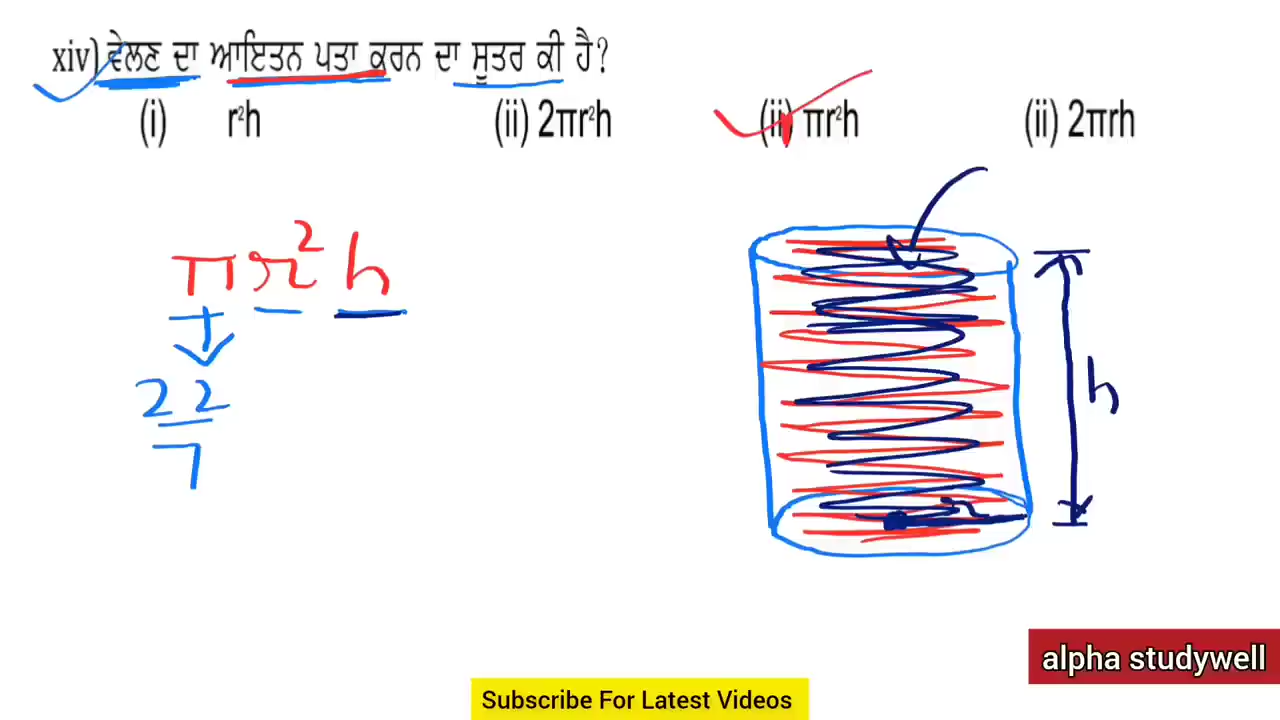 xiv) ਵੇਲਣ ਦਾ ਆਇਤਨ ਪਤਾ ਕਰਨ ਦਾ ਸੂਤਰ ਕੀ ਹੈ?
(i) r²h (ii) 2πr²h (ii) πr²h (ii) 2πrh
π r² h
22
7
h
r
alpha studywell
Subscribe For Latest Videos